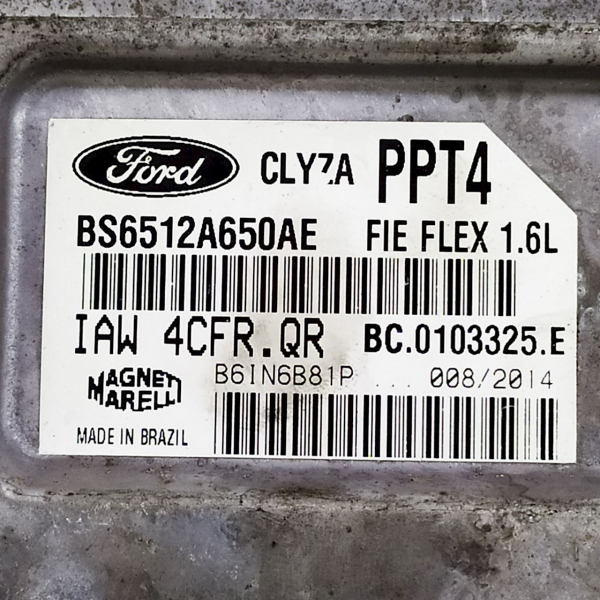 Ford CLYZA PPT4
BS6512A650AE FIE FLEX 1.6L
IAW 4CFR.QR BC.0103325.E
MAGNETI MARELLI B6IN6B81P ... 008/2014
MADE IN BRAZIL